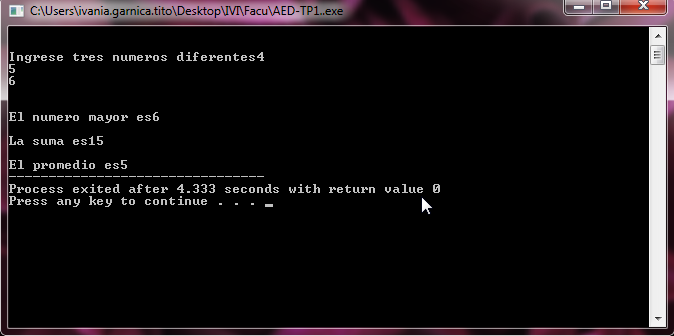 C:\Users\ivania.garnica.tito\Desktop\IVI\Facu\AED-TP1..exe
Ingrese tres numeros diferentes4
5
6
El numero mayor es6
La suma es15
El promedio es5
--------------------------------
Process exited after 4.333 seconds with return value 0
Press any key to continue . . . _